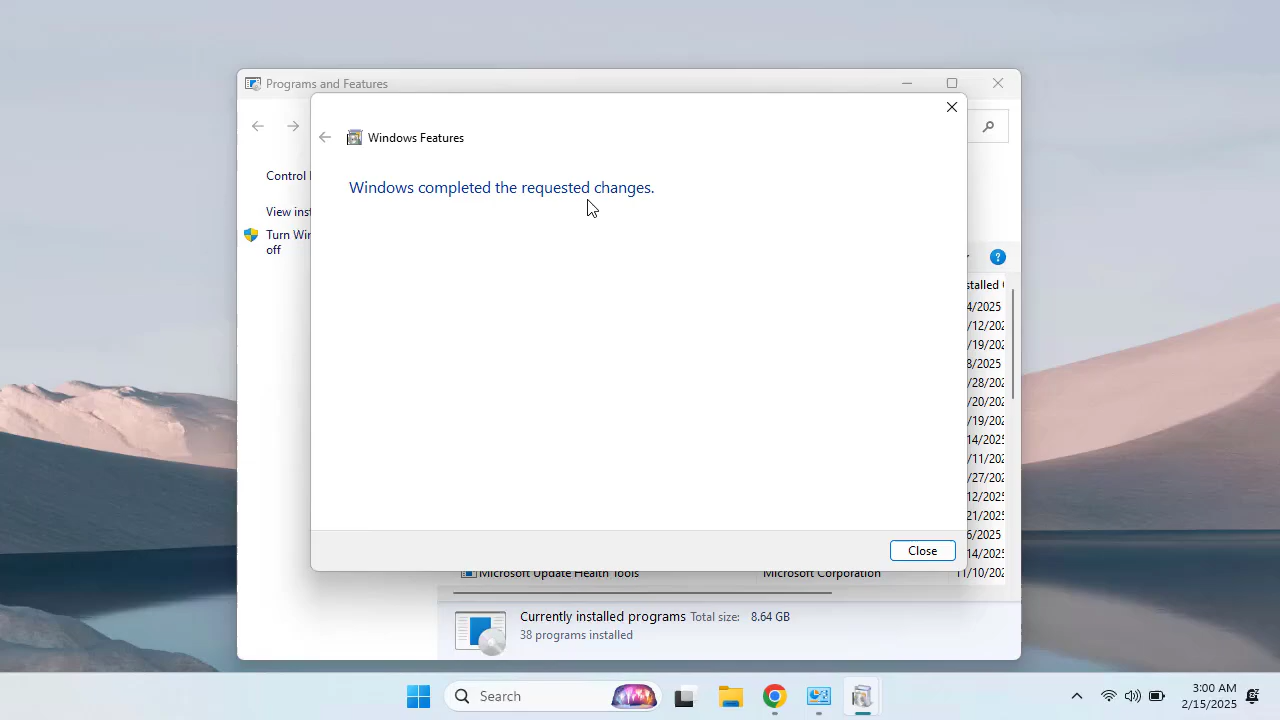 Programs and Features
Windows Features
Windows completed the requested changes.
Control
View inst
Turn Wir
off
stalled
4/2025
/12/202
/19/202
8/2025
/28/202
/20/202
/19/202
14/2025
/11/202
/27/202
12/2025
21/2025
6/2025
14/2025
Close
Microsoft Update Health Tools Microsoft Corporation 11/10/202
Currently installed programs Total size: 8.64 GB
38 programs installed
Search
3:00 AM
2/15/2025